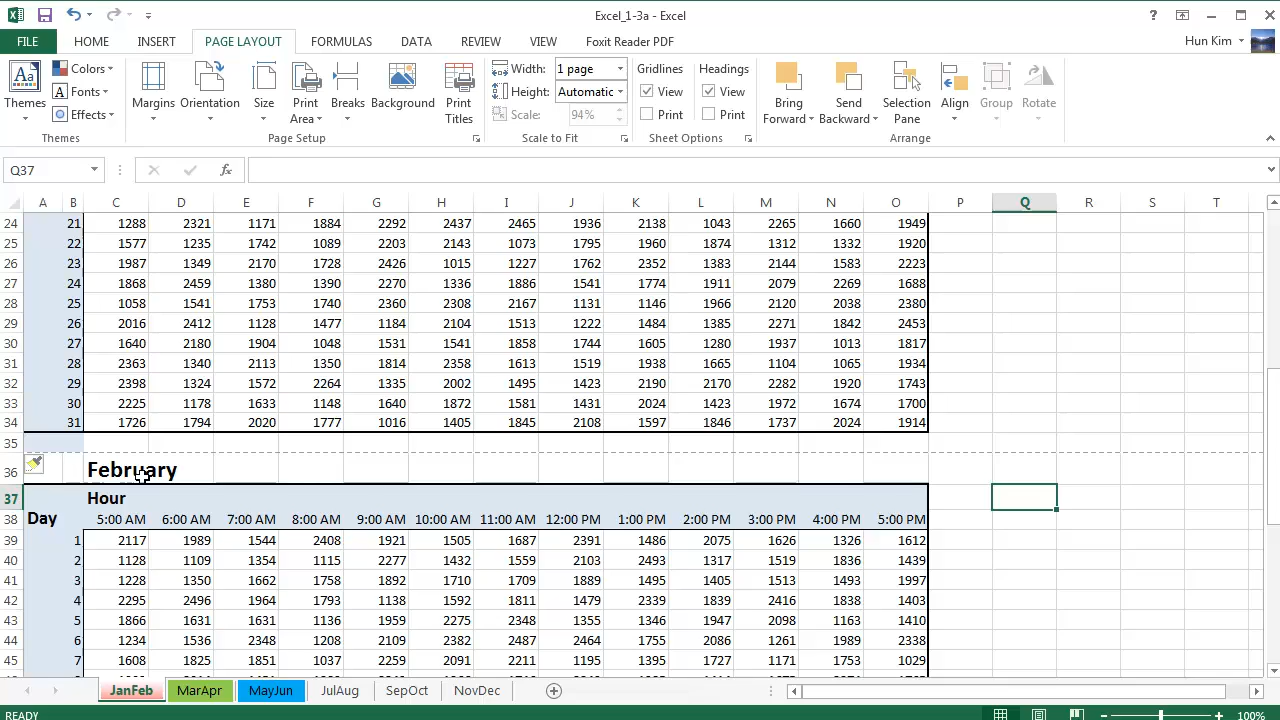 Excel_1-3a - Excel
?
FILE HOME INSERT PAGE LAYOUT FORMULAS DATA REVIEW VIEW Foxit Reader PDF Hun Kim
Aa Themes Colors Fonts Effects Themes
Margins Orientation Size Print Area Breaks Background Print Titles Page Setup
Width: 1 page Height: Automatic Scale: 94% Scale to Fit
Gridlines View Print Headings View Print Sheet Options
Bring Forward Send Backward Selection Pane Align Group Rotate Arrange
Q37 fx
A B C D E F G H I J K L M N O P Q R S T
24 21 1288 2321 1171 1884 2292 2437 2465 1936 2138 1043 2265 1660 1949
25 22 1577 1235 1742 1089 2203 2143 1073 1795 1960 1874 1312 1332 1920
26 23 1987 1349 2170 1728 2426 1015 1227 1762 2352 1383 2144 1583 2223
27 24 1868 2459 1380 1390 2270 1336 1886 1541 1774 1911 2079 2269 1688
28 25 1058 1541 1753 1740 2360 2308 2167 1131 1146 1966 2120 2038 2380
29 26 2016 2412 1128 1477 1184 2104 1513 1222 1484 1385 2271 1842 2453
30 27 1640 2180 1904 1048 1531 1541 1858 1744 1605 1280 1937 1013 1817
31 28 2363 1340 2113 1350 1814 2358 1613 1519 1938 1665 1104 1065 1934
32 29 2398 1324 1572 2264 1335 2002 1495 1423 2190 2170 2282 1920 1743
33 30 2225 1178 1633 1148 1640 1872 1581 1431 2024 1423 1972 1674 1700
34 31 1726 1794 2020 1777 1016 1405 1845 2108 1597 1846 1737 2024 1914
35
36 February
37 Hour
38 Day 5:00 AM 6:00 AM 7:00 AM 8:00 AM 9:00 AM 10:00 AM 11:00 AM 12:00 PM 1:00 PM 2:00 PM 3:00 PM 4:00 PM 5:00 PM
39 1 2117 1989 1544 2408 1921 1505 1687 2391 1486 2075 1626 1326 1612
40 2 1128 1109 1354 1115 2277 1432 1559 2103 2493 1317 1519 1836 1439
41 3 1228 1350 1662 1758 1892 1710 1709 1889 1495 1405 1513 1493 1997
42 4 2295 2496 1964 1793 1138 1592 1811 1479 2339 1839 2416 1838 1403
43 5 1866 1631 1631 1136 1959 2275 2348 1355 1346 1947 2098 1163 1410
44 6 1234 1536 2348 1208 2109 2382 2487 2464 1755 2086 1261 1989 2338
45 7 1608 1825 1851 1037 2259 2091 2211 1195 1395 1727 1171 1753 1029
JanFeb MarApr MayJun JulAug SepOct NovDec
READY 100%